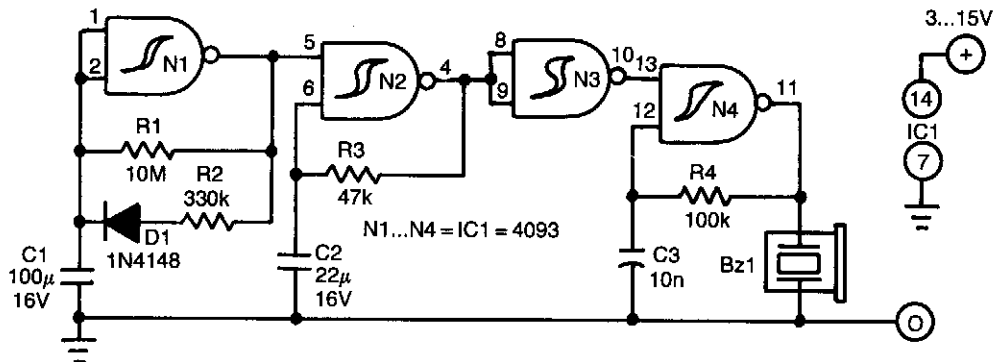 1
2
N1
5
6
N2
4
8
9
N3
10
13
12
N4
11
3...15V
+
14
IC1
7
R1
10M
R2
330k
D1
1N4148
C1
100μ
16V
R3
47k
N1...N4 = IC1 = 4093
C2
22μ
16V
R4
100k
C3
10n
Bz1
O